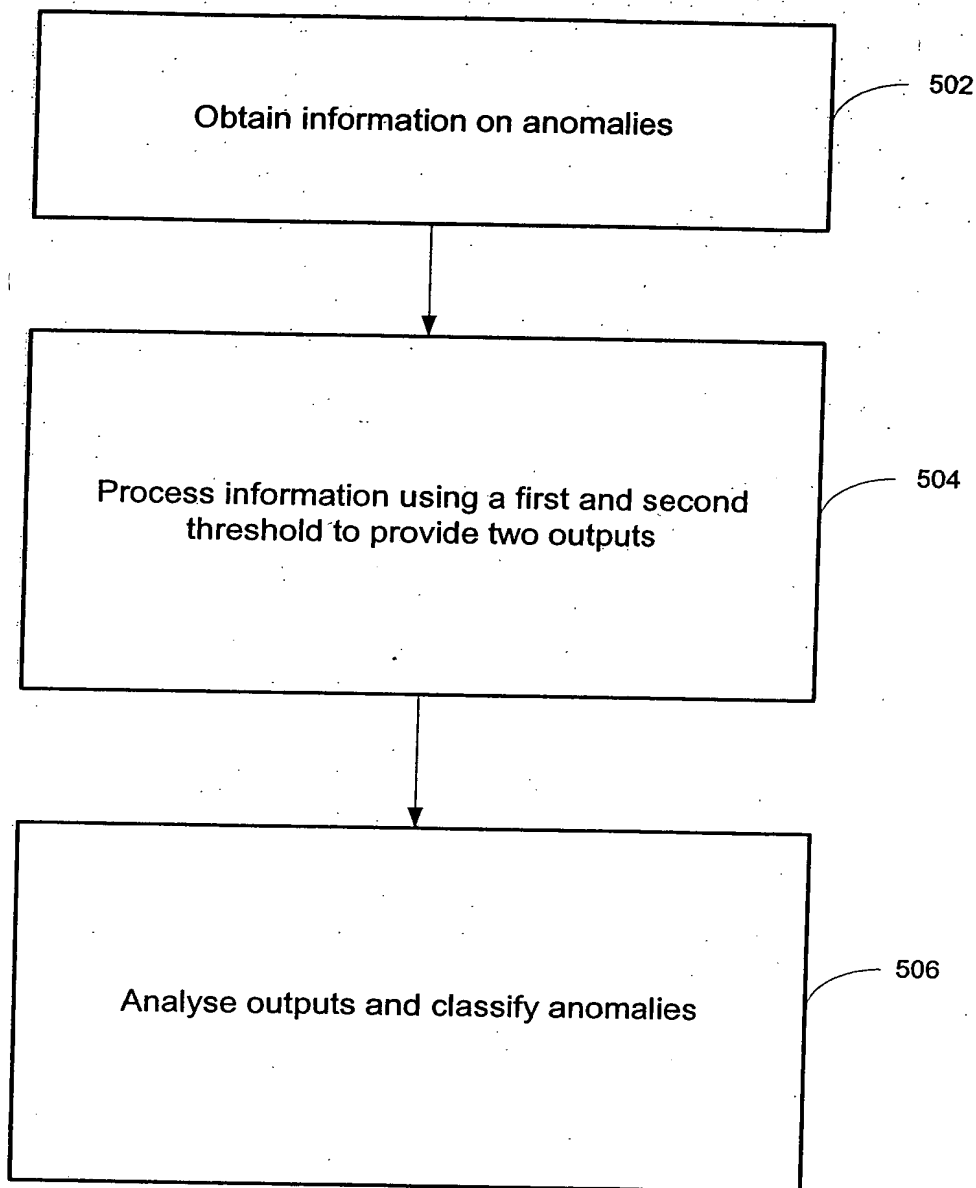 Obtain information on anomalies
502
Process information using a first and second
threshold to provide two outputs
504
Analyse outputs and classify anomalies
506